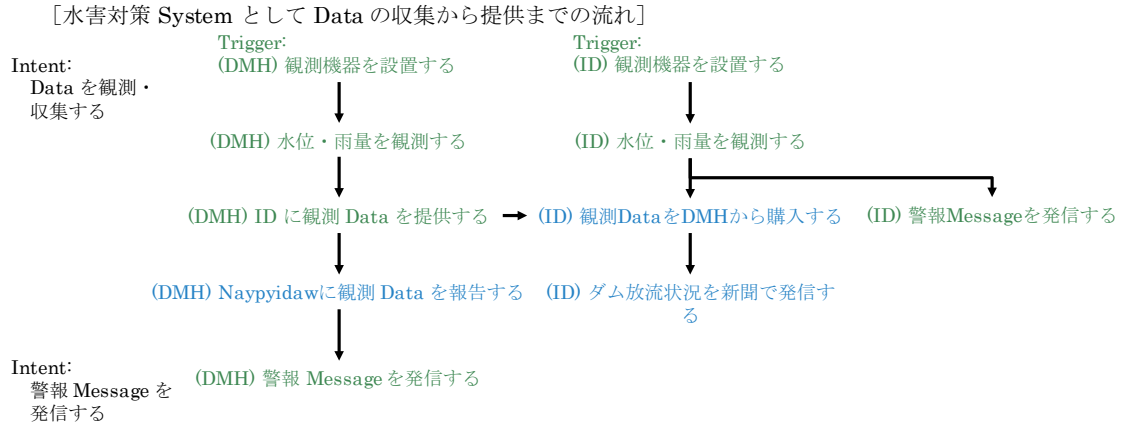 [水害対策 System として Data の収集から提供までの流れ]
Trigger:
Trigger:
Intent:
(DMH) 観測機器を設置する
(ID) 観測機器を設置する
Data を観測・
収集する
(DMH) 水位・雨量を観測する
(ID) 水位・雨量を観測する
(DMH) ID に観測 Data を提供する
(ID) 観測DataをDMHから購入する
(ID) 警報Messageを発信する
(DMH) Naypyidawに観測 Data を報告する
(ID) ダム放流状況を新聞で発信す
る
Intent:
警報 Message を
発信する
(DMH) 警報 Message を発信する